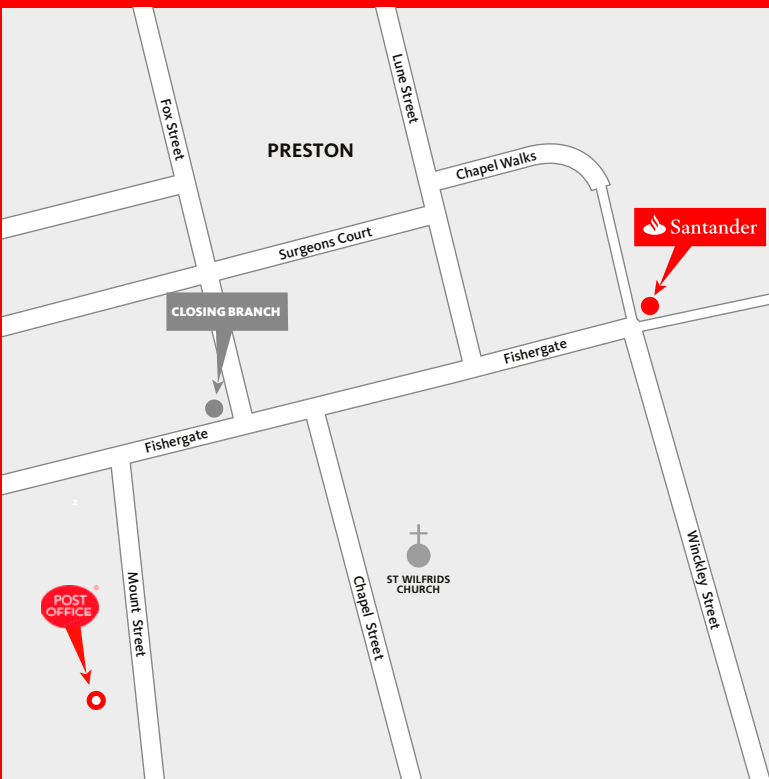 Fox Street
Lune Street
PRESTON
Chapel Walks
Surgeons Court
Santander
CLOSING BRANCH
Fishergate
Fishergate
POST
OFFICE
Mount Street
Chapel Street
ST WILFRIDS
CHURCH
Winckley Street